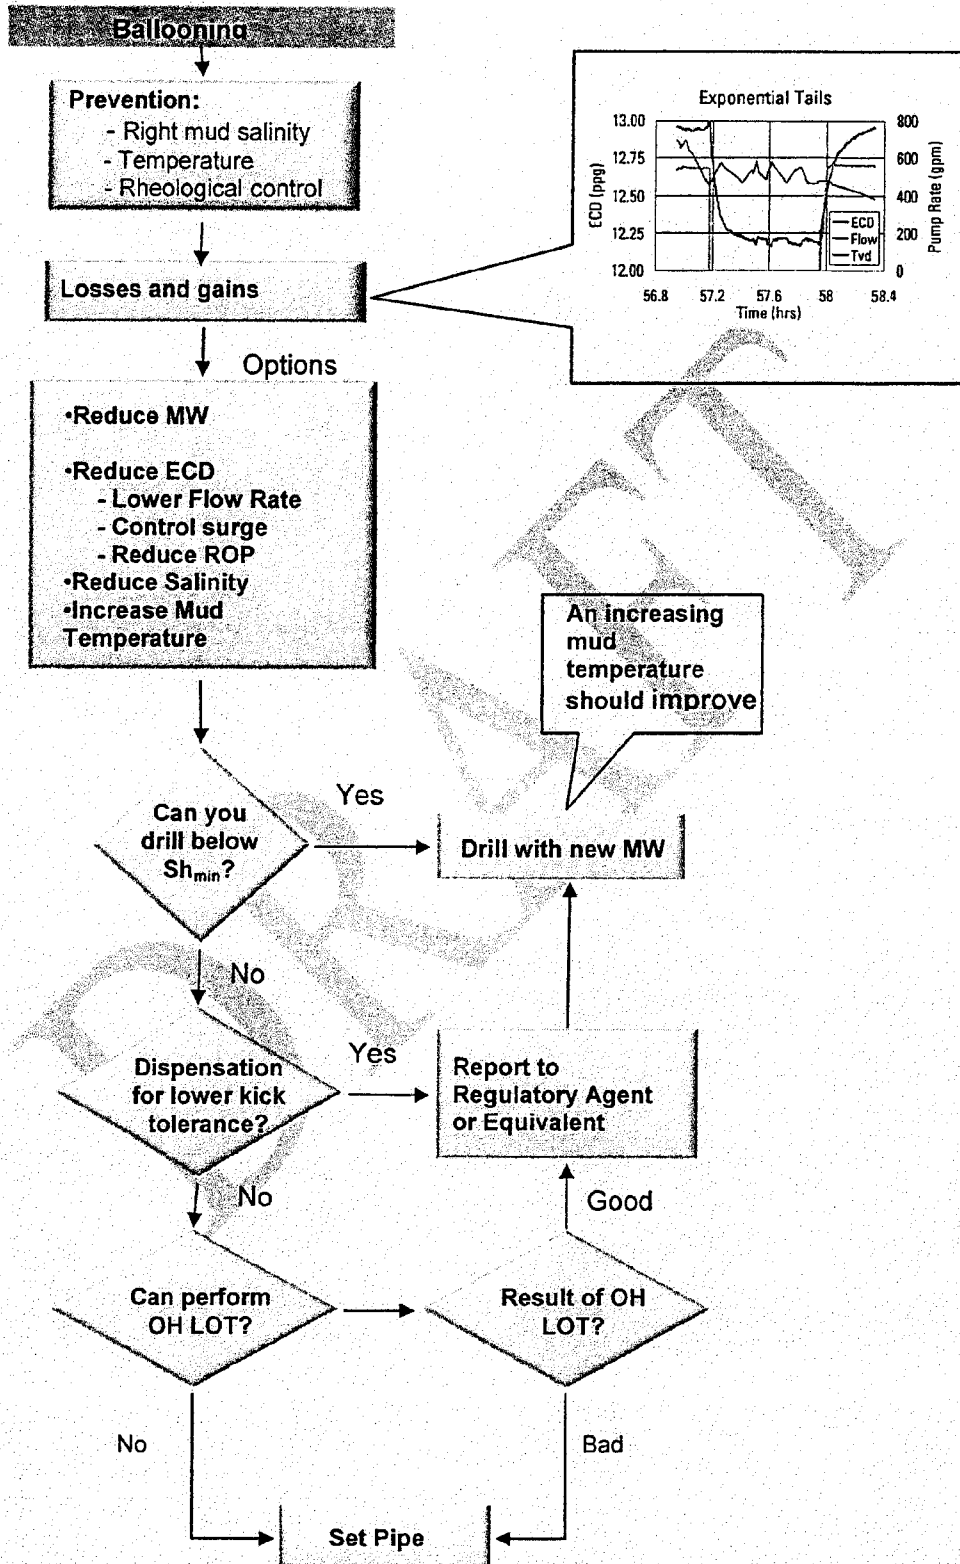 Ballooning
Prevention:
- Right mud salinity
- Temperature
- Rheological control
Exponential Tails
13.00
12.75
12.50
12.25
12.00
ECD (ppg)
800
600
400
200
0
Pump Rate (gpm)
ECD
Flow
Tvd
56.8 57.2 57.6 58 58.4
Time (hrs)
Losses and gains
Options
•Reduce MW
•Reduce ECD
- Lower Flow Rate
- Control surge
- Reduce ROP
•Reduce Salinity
•Increase Mud
Temperature
An increasing
mud
temperature
should improve
Can you
drill below
Shmin?
Yes
Drill with new MW
No
Dispensation
for lower kick
tolerance?
Yes
Report to
Regulatory Agent
or Equivalent
No
Good
Can perform
OH LOT?
Result of OH
LOT?
No
Bad
Set Pipe
DRAFT